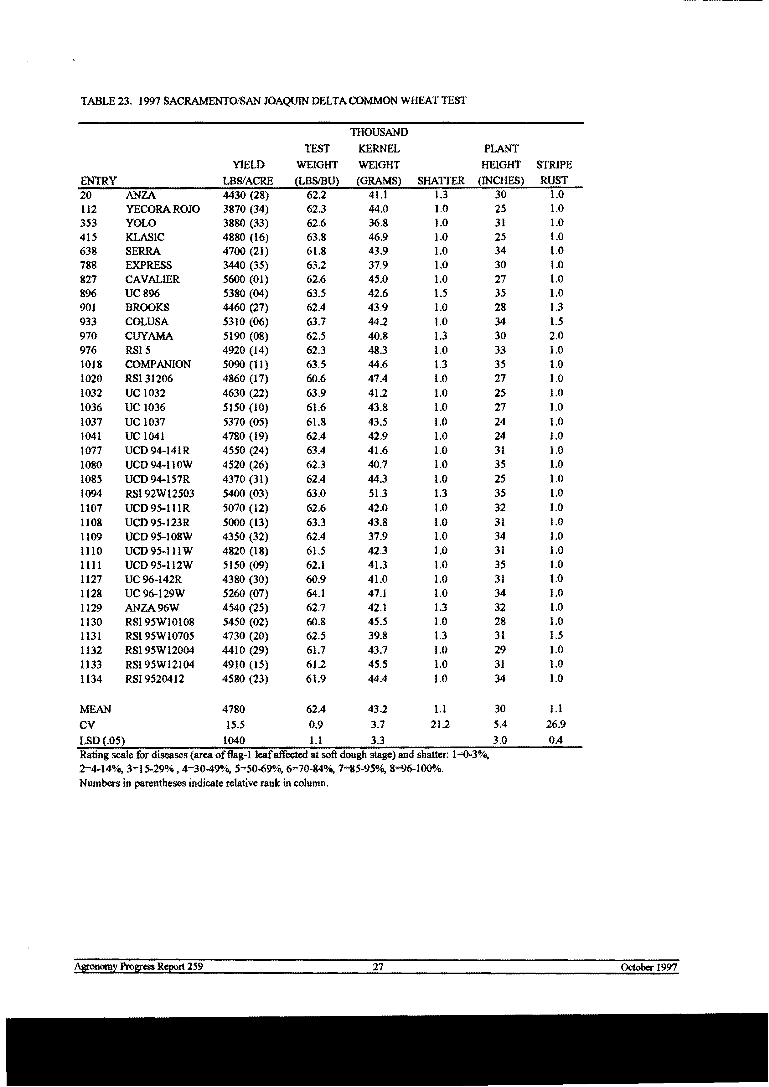 TABLE 23. 1997 SACRAMENTO/SAN JOAQUIN DELTA COMMON WHEAT TEST
THOUSAND
TEST KERNEL PLANT
YIELD WEIGHT WEIGHT HEIGHT STRIPE
ENTRY LBS/ACRE (LBS/BU) (GRAMS) SHATTER (INCHES) RUST
20 ANZA 4430 (28) 62.2 41.1 1.3 30 1.0
112 YECORA ROJO 3870 (34) 62.3 44.0 1.0 25 1.0
353 YOLO 3880 (33) 62.6 36.8 1.0 31 1.0
415 KLASIC 4880 (16) 63.8 46.9 1.0 25 1.0
638 SERRA 4700 (21) 61.8 43.9 1.0 34 1.0
788 EXPRESS 3440 (35) 63.2 37.9 1.0 30 1.0
827 CAVALIER 5600 (01) 62.6 45.0 1.0 27 1.0
896 UC 896 5380 (04) 63.5 42.6 1.5 35 1.0
901 BROOKS 4460 (27) 62.4 43.9 1.0 28 1.3
933 COLUSA 5310 (06) 63.7 44.2 1.0 34 1.5
970 CUYAMA 5190 (08) 62.5 40.8 1.3 30 2.0
976 RSI 5 4920 (14) 62.3 48.3 1.0 33 1.0
1018 COMPANION 5090 (11) 63.5 44.6 1.3 35 1.0
1020 RSI 31206 4860 (17) 60.6 47.4 1.0 27 1.0
1032 UC 1032 4630 (22) 63.9 41.2 1.0 25 1.0
1036 UC 1036 5150 (10) 61.6 43.8 1.0 27 1.0
1037 UC 1037 5370 (05) 61.8 43.5 1.0 24 1.0
1041 UC 1041 4780 (19) 62.4 42.9 1.0 24 1.0
1077 UCD 94-141R 4550 (24) 63.4 41.6 1.0 31 1.0
1080 UCD 94-110W 4520 (26) 62.3 40.7 1.0 35 1.0
1085 UCD 94-157R 4370 (31) 62.4 44.3 1.0 25 1.0
1094 RSI 92W12503 5400 (03) 63.0 51.3 1.3 35 1.0
1107 UCD 95-111R 5070 (12) 62.6 42.0 1.0 32 1.0
1108 UCD 95-123R 5000 (13) 63.3 43.8 1.0 31 1.0
1109 UCD 95-108W 4350 (32) 62.4 37.9 1.0 34 1.0
1110 UCD 95-111W 4820 (18) 61.5 42.3 1.0 31 1.0
1111 UCD 95-112W 5150 (09) 62.1 41.3 1.0 35 1.0
1127 UC 96-142R 4380 (30) 60.9 41.0 1.0 31 1.0
1128 UC 96-129W 5260 (07) 64.1 47.1 1.0 34 1.0
1129 ANZA 96W 4540 (25) 62.7 42.1 1.3 32 1.0
1130 RSI 95W10108 5450 (02) 60.8 45.5 1.0 28 1.0
1131 RSI 95W10705 4730 (20) 62.5 39.8 1.3 31 1.5
1132 RSI 95W12004 4410 (29) 61.7 43.7 1.0 29 1.0
1133 RSI 95W12104 4910 (15) 61.2 45.5 1.0 31 1.0
1134 RSI 9520412 4580 (23) 61.9 44.4 1.0 34 1.0
MEAN 4780 62.4 43.2 1.1 30 1.1
CV 15.5 0.9 3.7 21.2 5.4 26.9
LSD (.05) 1040 1.1 3.3 3.0 0.4
Rating scale for diseases (area of flag-1 leaf affected at soft dough stage) and shatter: 1=0-3%,
2=4-14%, 3=15-29% , 4=30-49%, 5=50-69%, 6=70-84%, 7=85-95%, 8=96-100%.
Numbers in parentheses indicate relative rank in column.
Agronomy Progress Report 259 27 October 1997